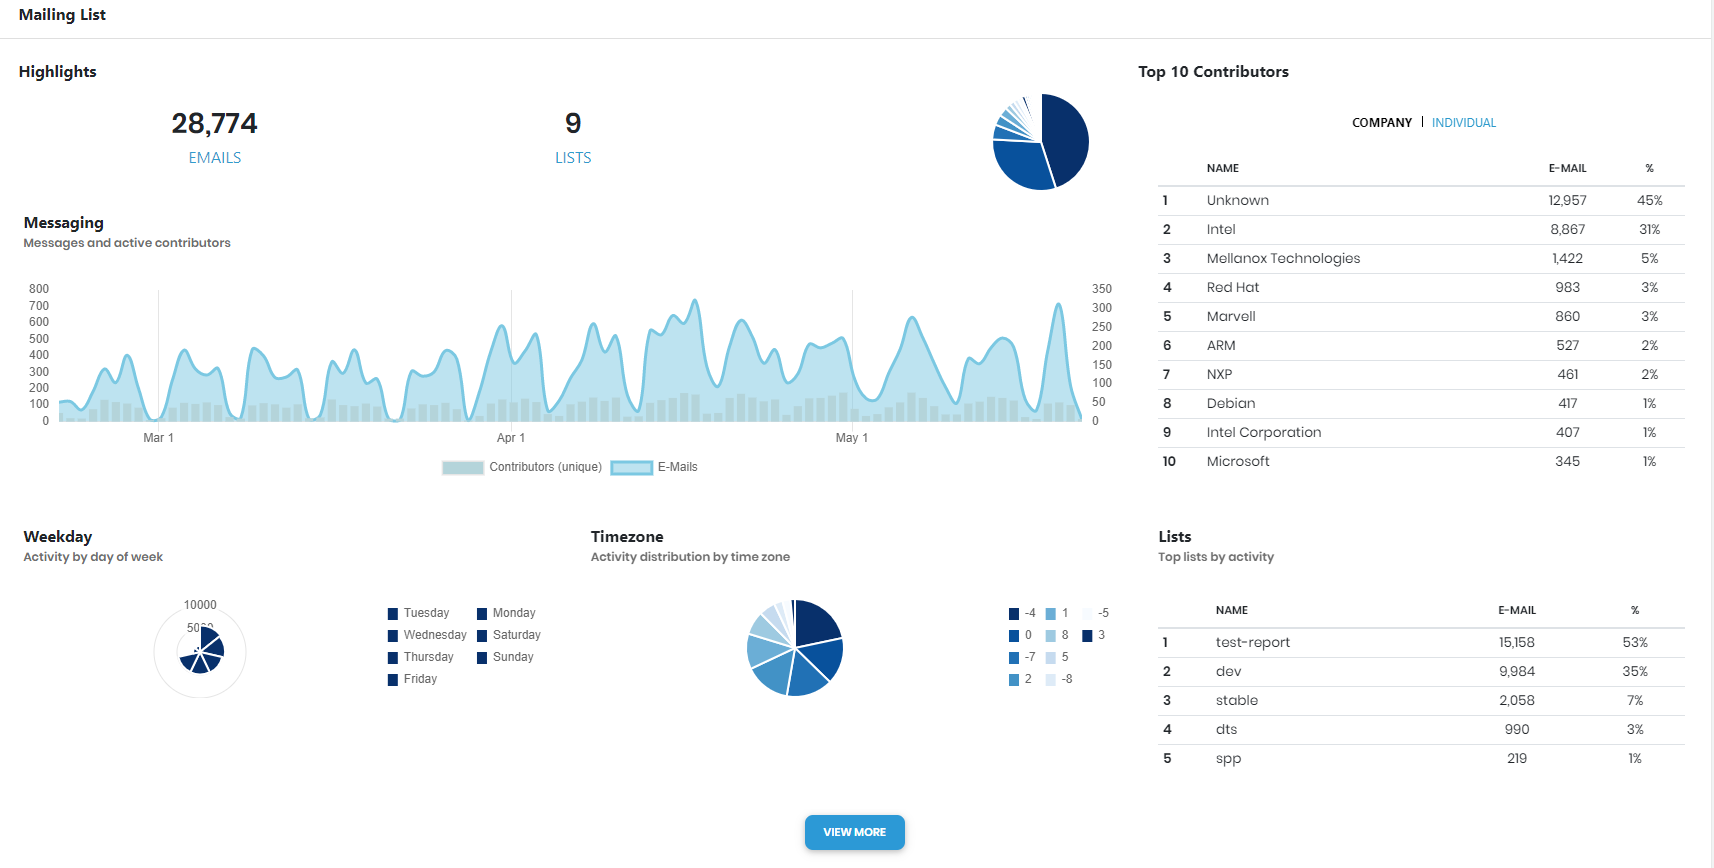 Mailing List
Highlights
28,774
EMAILS
9
LISTS
Messaging
Messages and active contributors
800
700
600
500
400
300
200
100
0
350
300
250
200
150
100
50
0
Mar 1
Apr 1
May 1
Contributors (unique)
E-Mails
Top 10 Contributors
COMPANY | INDIVIDUAL
NAME E-MAIL %
1 Unknown 12,957 45%
2 Intel 8,867 31%
3 Mellanox Technologies 1,422 5%
4 Red Hat 983 3%
5 Marvell 860 3%
6 ARM 527 2%
7 NXP 461 2%
8 Debian 417 1%
9 Intel Corporation 407 1%
10 Microsoft 345 1%
Weekday
Activity by day of week
10000
5000
Tuesday Monday
Wednesday Saturday
Thursday Sunday
Friday
Timezone
Activity distribution by time zone
-4 1 -5
0 8 3
-7 5
2 -8
Lists
Top lists by activity
NAME E-MAIL %
1 test-report 15,158 53%
2 dev 9,984 35%
3 stable 2,058 7%
4 dts 990 3%
5 spp 219 1%
VIEW MORE